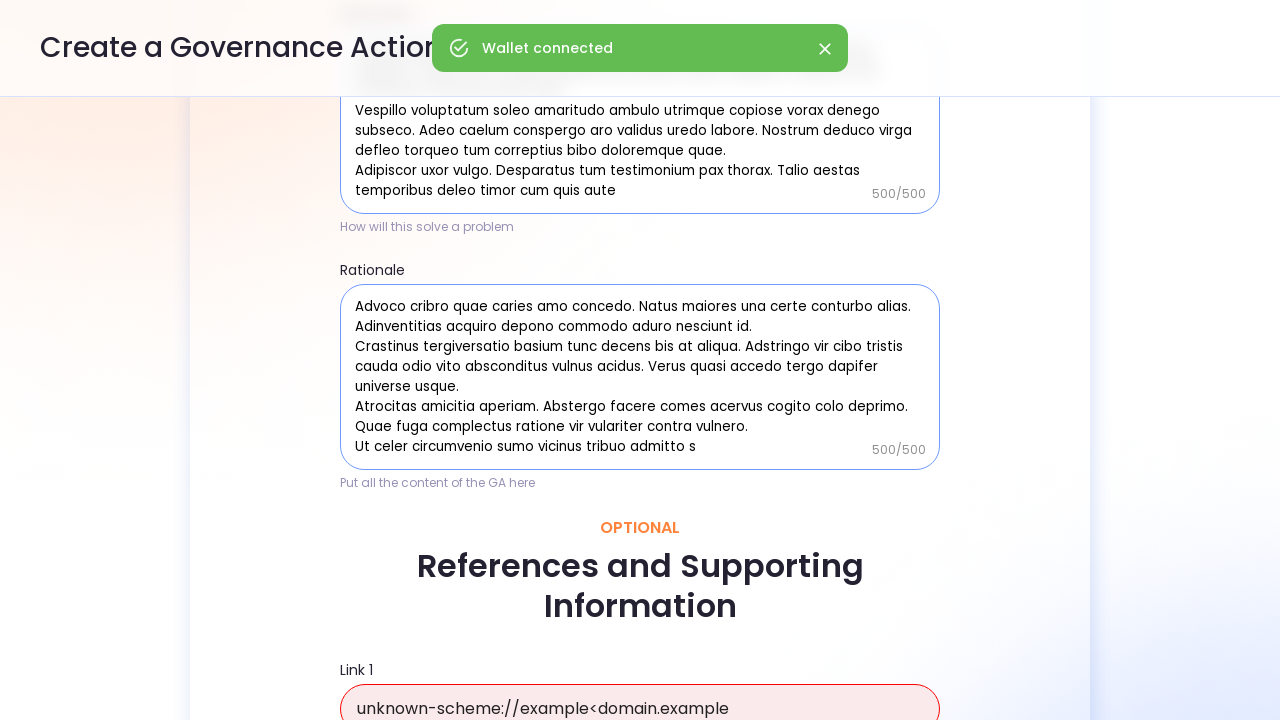 Create a Governance Action
Wallet connected
Vespillo voluptatum soleo amaritudo ambulo utrimque copiose vorax denego
subseco. Adeo caelum conspergo aro validus uredo labore. Nostrum deduco virga
defleo torqueo tum correptius bibo doloremque quae.
Adipiscor uxor vulgo. Desparatus tum testimonium pax thorax. Talio aestas
temporibus deleo timor cum quis aute
500/500
How will this solve a problem
Rationale
Advoco cribro quae caries amo concedo. Natus maiores una certe conturbo alias.
Adinventitias acquiro depono commodo aduro nesciunt id.
Crastinus tergiversatio basium tunc decens bis at aliqua. Adstringo vir cibo tristis
cauda odio vito absconditus vulnus acidus. Verus quasi accedo tergo dapifer
universe usque.
Atrocitas amicitia aperiam. Abstergo facere comes acervus cogito colo deprimo.
Quae fuga complectus ratione vir vulariter contra vulnero.
Ut celer circumvenio sumo vicinus tribuo admitto s
500/500
Put all the content of the GA here
OPTIONAL
References and Supporting
Information
Link 1
unknown-scheme://example<domain.example